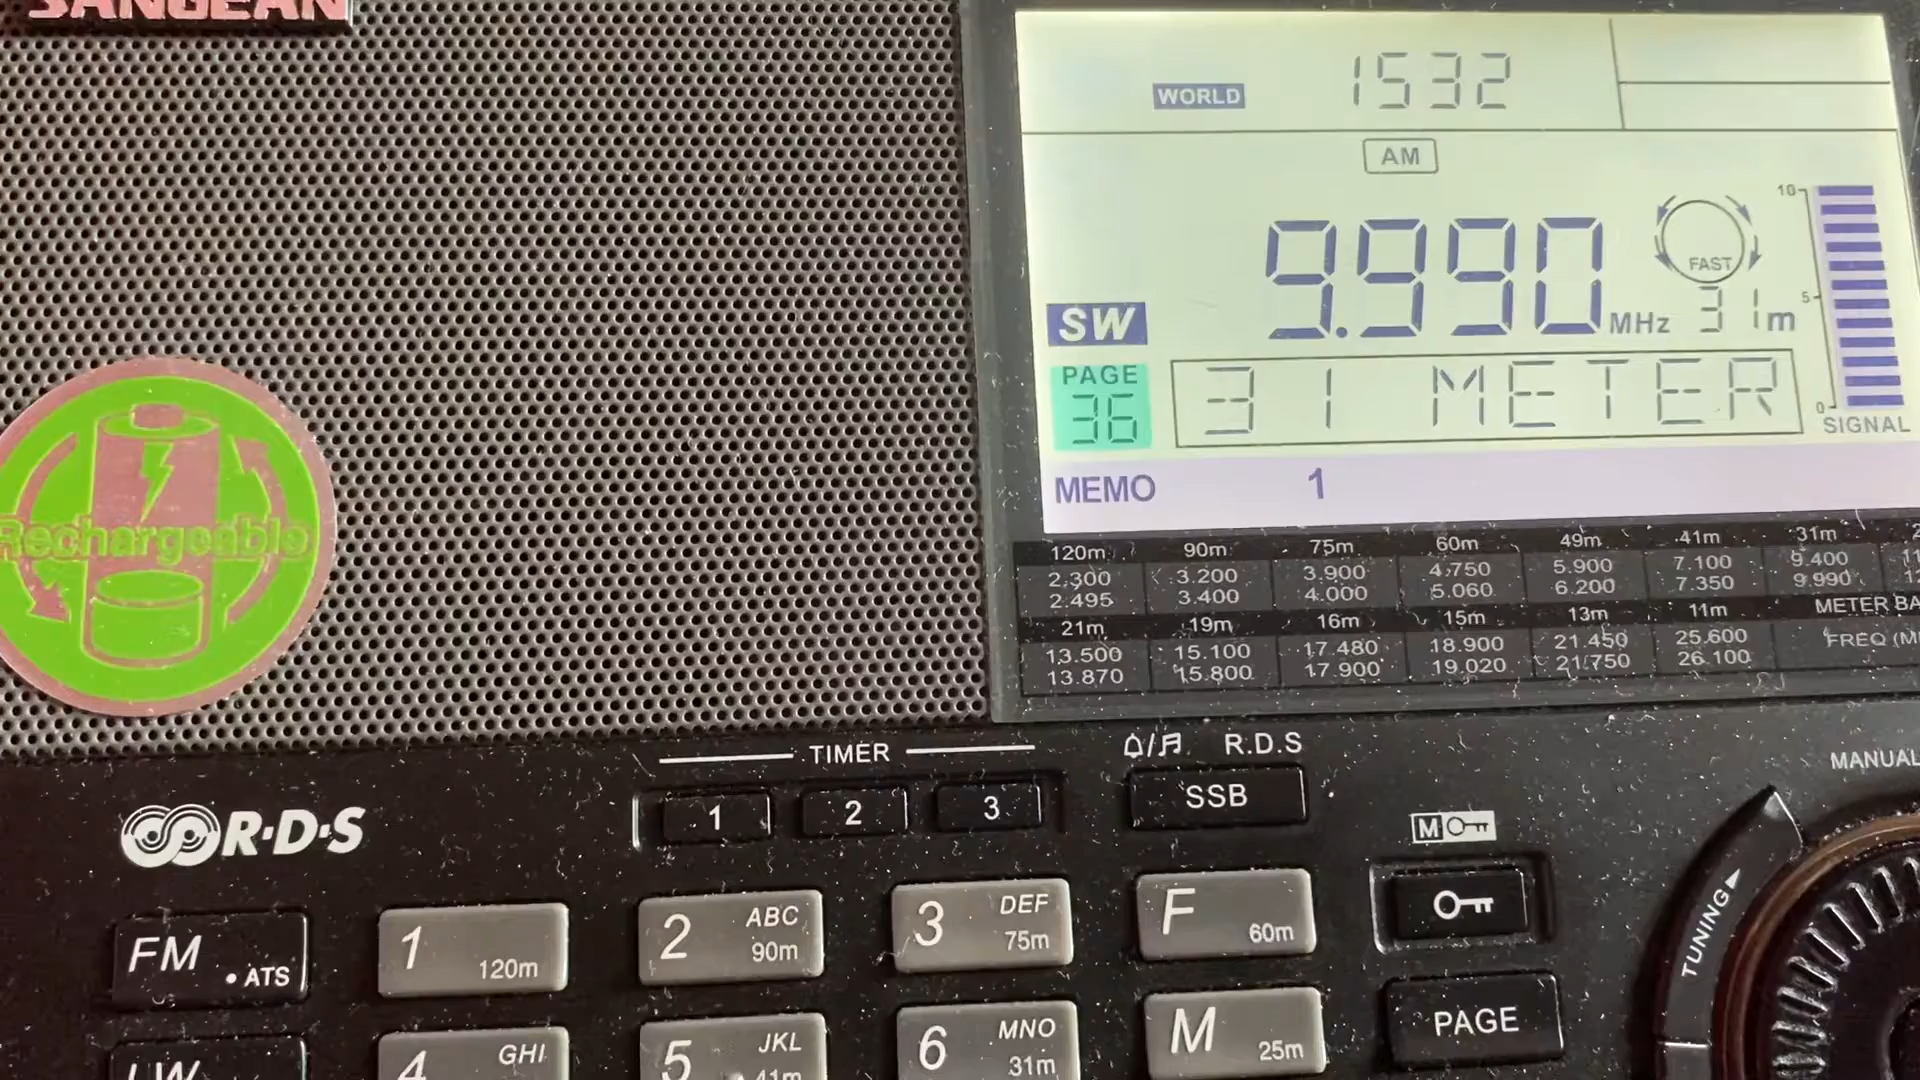 SANGEAN
WORLD 1532
AM
10
9.990 MHz 31m
FAST
5
SW
PAGE
36
31 METER
0
SIGNAL
MEMO 1
120m 90m 75m 60m 49m 41m 31m
2.300 3.200 3.900 4.750 5.900 7.100 9.400
2.495 3.400 4.000 5.060 6.200 7.350 9.990
21m 19m 16m 15m 13m 11m METER
13.500 15.100 17.480 18.900 21.450 25.600 FREQ
13.870 15.800 17.900 19.020 21.750 26.100
Rechargeable
TIMER
1 2 3
R.D.S
SSB
MANUAL
R·D·S
M
TUNING
FM • ATS
1 120m
2 ABC 90m
3 DEF 75m
F 60m
PAGE
LW
4 GHI
5 JKL 41m
6 MNO 31m
M 25m